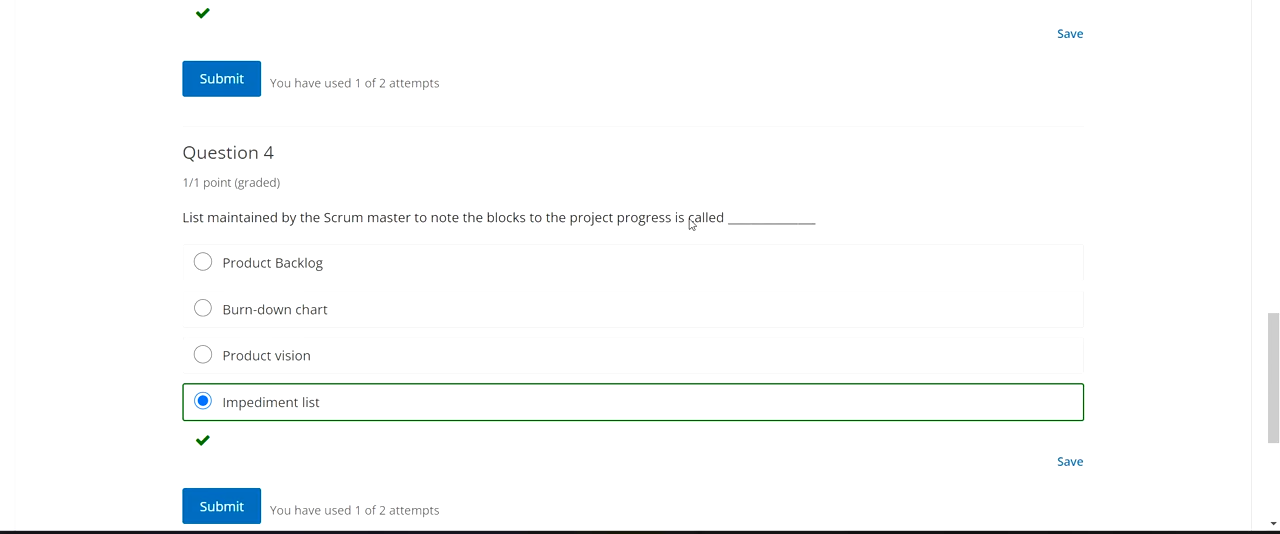 Save
Submit You have used 1 of 2 attempts
Question 4
1/1 point (graded)
List maintained by the Scrum master to note the blocks to the project progress is called ______________
Product Backlog
Burn-down chart
Product vision
Impediment list
Save
Submit You have used 1 of 2 attempts